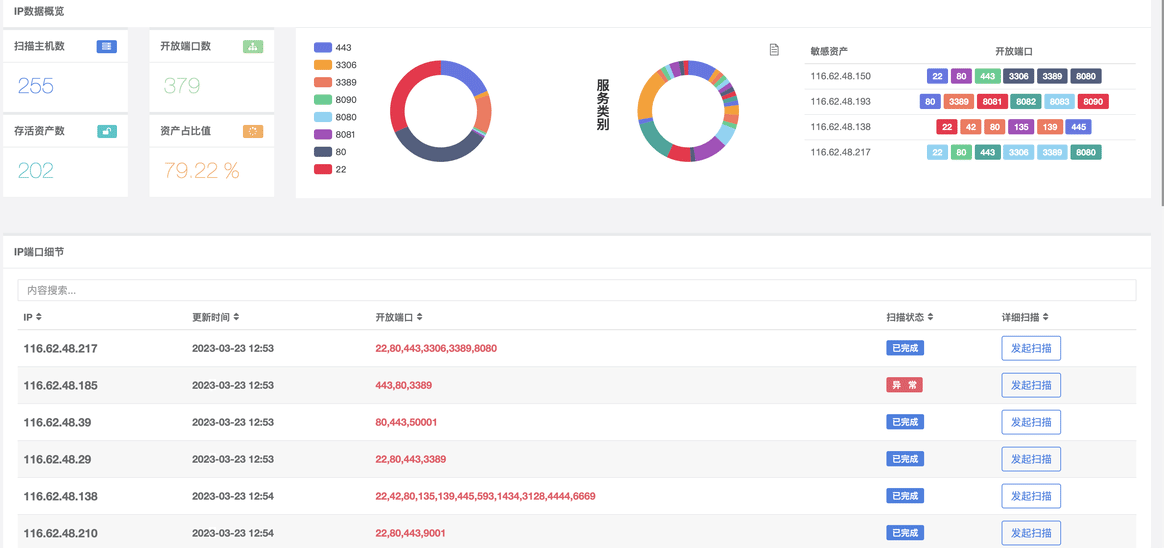 IP数据概览
扫描主机数
255
开放端口数
379
存活资产数
202
资产占比值
79.22 %
443
3306
3389
8090
8080
8081
80
22
服务类别
敏感资产 开放端口
116.62.48.150 22 80 443 3306 3389 8080
116.62.48.193 80 3389 8081 8082 8083 8090
116.62.48.138 22 42 80 135 139 445
116.62.48.217 22 80 443 3306 3389 8080
IP端口细节
内容搜索...
IP 更新时间 开放端口 扫描状态 详细扫描
116.62.48.217 2023-03-23 12:53 22,80,443,3306,3389,8080 已完成 发起扫描
116.62.48.185 2023-03-23 12:53 443,80,3389 异 常 发起扫描
116.62.48.39 2023-03-23 12:53 80,443,50001 已完成 发起扫描
116.62.48.29 2023-03-23 12:53 22,80,443,3389 已完成 发起扫描
116.62.48.138 2023-03-23 12:54 22,42,80,135,139,445,593,1434,3128,4444,6669 已完成 发起扫描
116.62.48.210 2023-03-23 12:54 22,80,443,9001 已完成 发起扫描